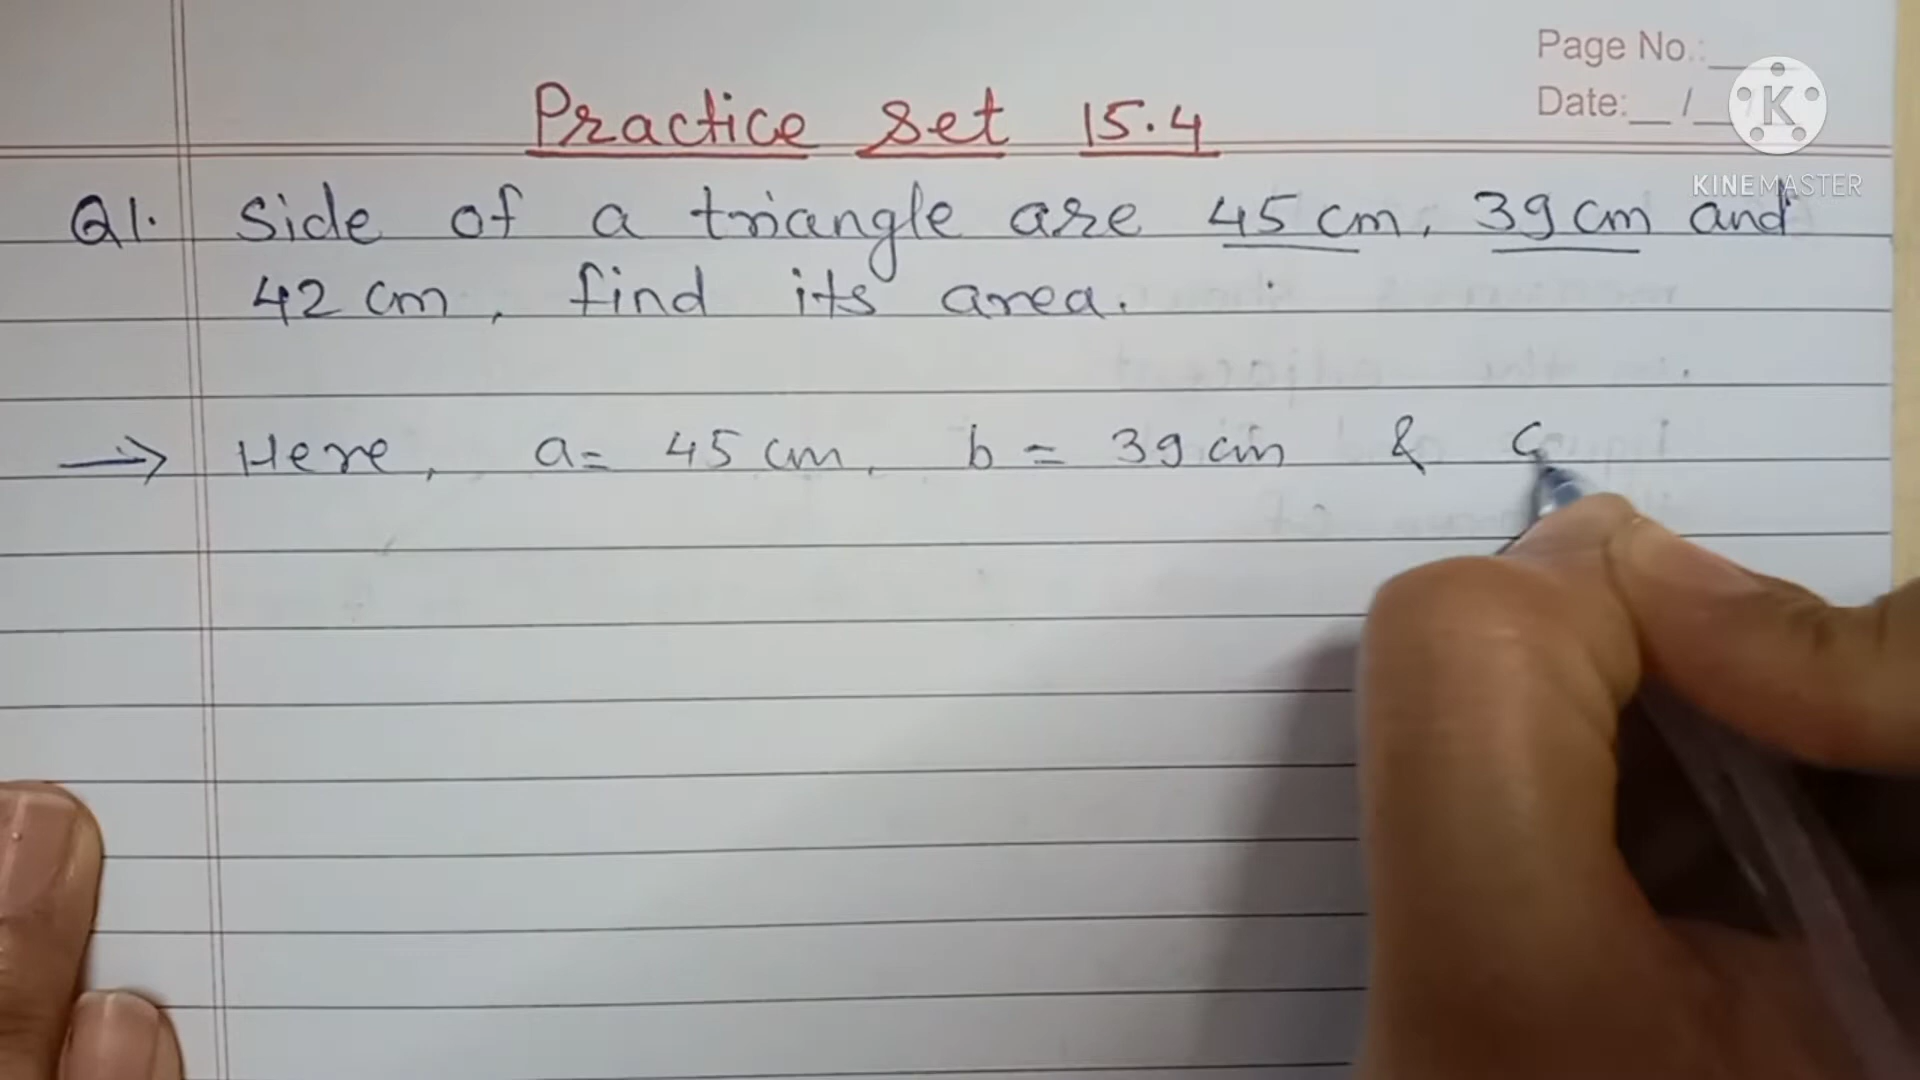 Page No.:
Date: / /
KINEMASTER
Practice set 15.4
Q1. Side of a triangle are 45 cm, 39 cm and
42 cm, find its area.
→ Here, a = 45 cm, b = 39 cm & c